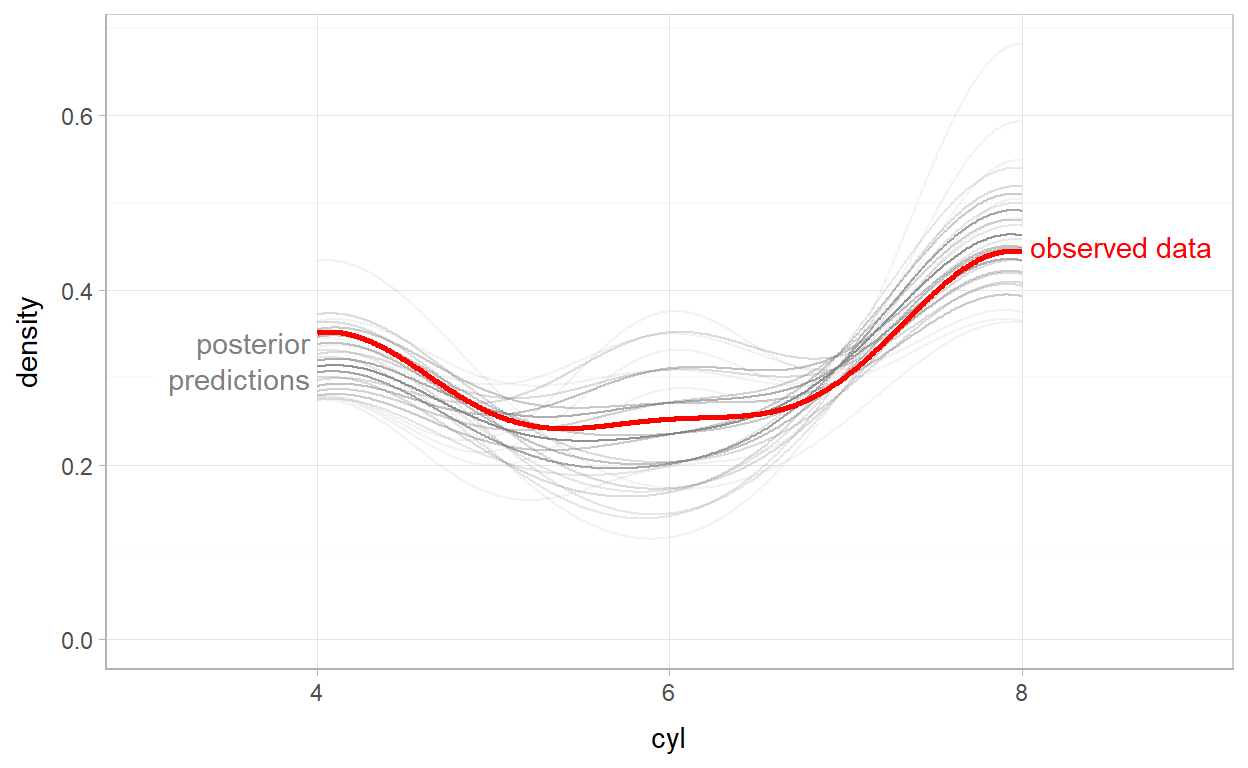 0.6
0.4
0.2
0.0
density
posterior
predictions
observed data
4
6
8
cyl